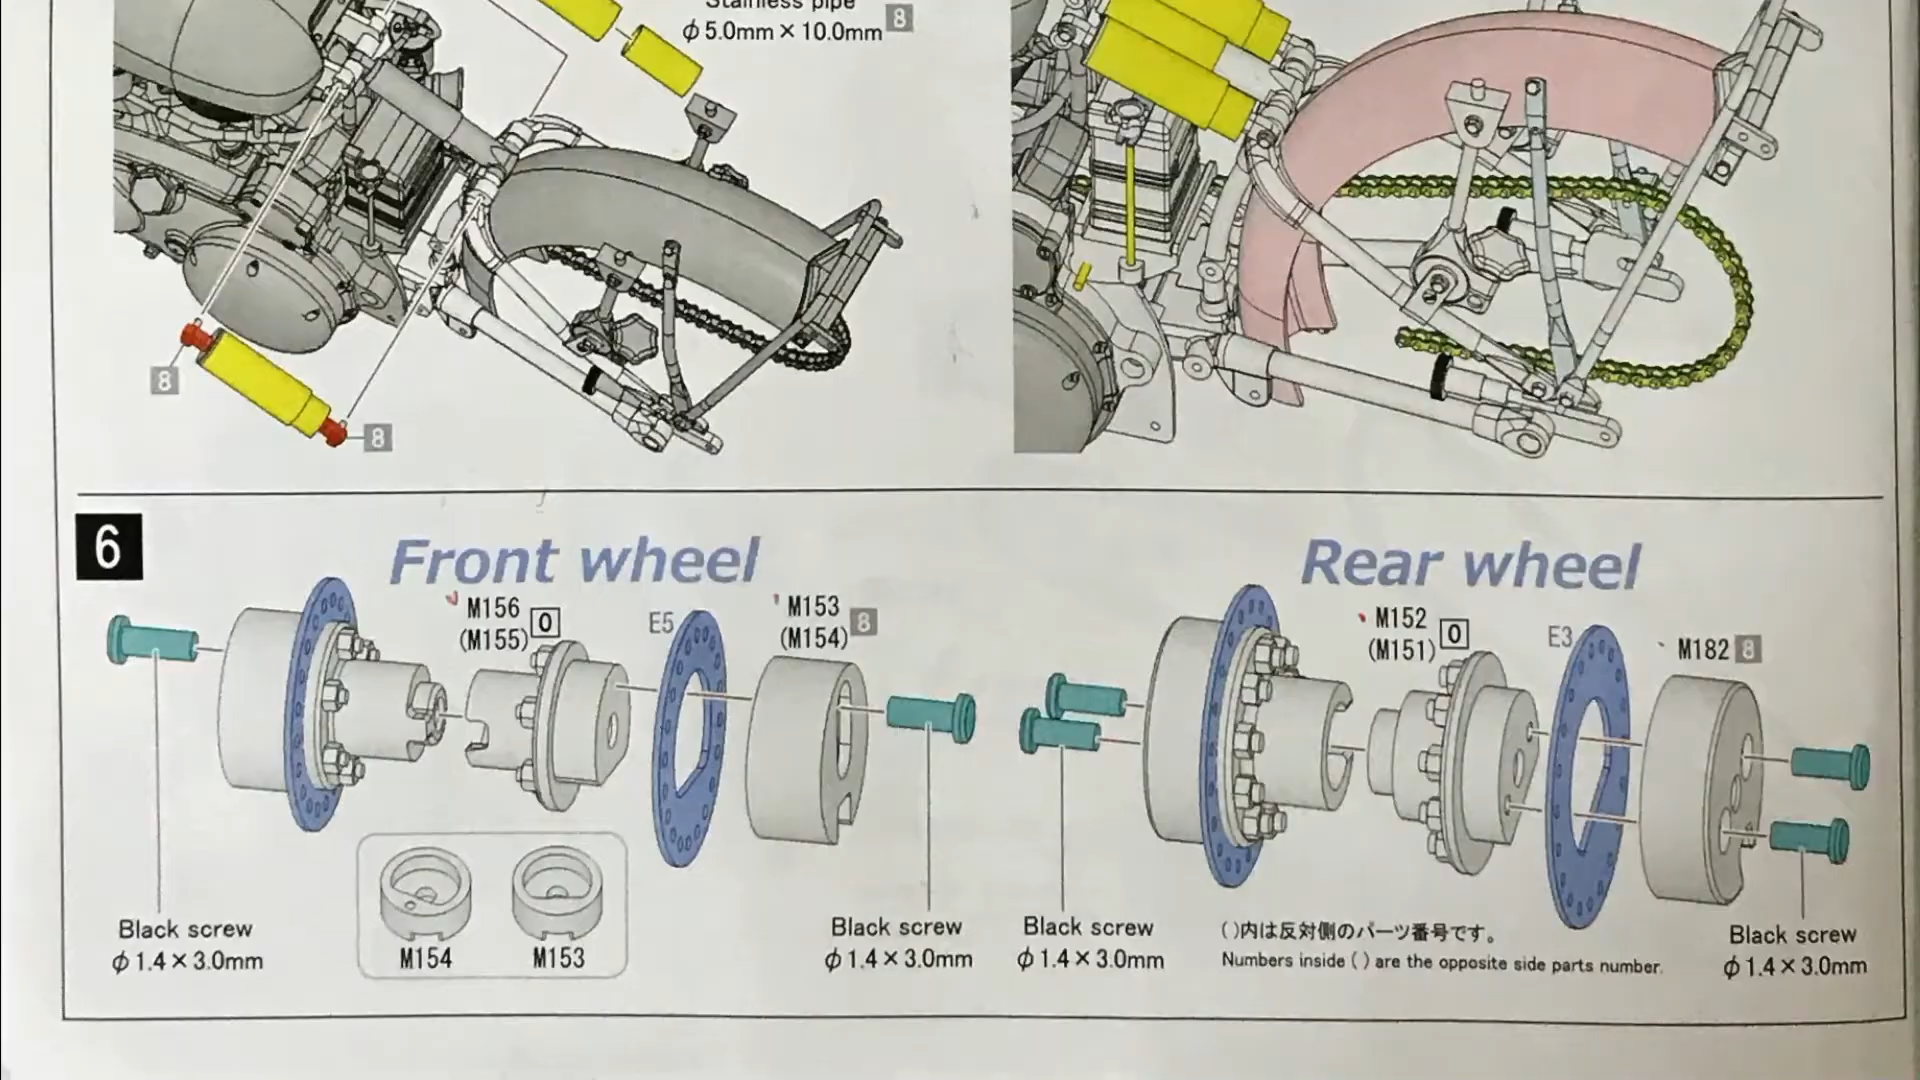 Stainless pipe
φ5.0mm×10.0mm 8
8
8
6
Front wheel
Rear wheel
M156
(M155) 0
E5
M153
(M154) 8
M152
(M151) 0
E3
M182 8
M154
M153
Black screw
φ1.4×3.0mm
Black screw
φ1.4×3.0mm
Black screw
φ1.4×3.0mm
( )内は反対側のパーツ番号です。
Numbers inside ( ) are the opposite side parts number.
Black screw
φ1.4×3.0mm